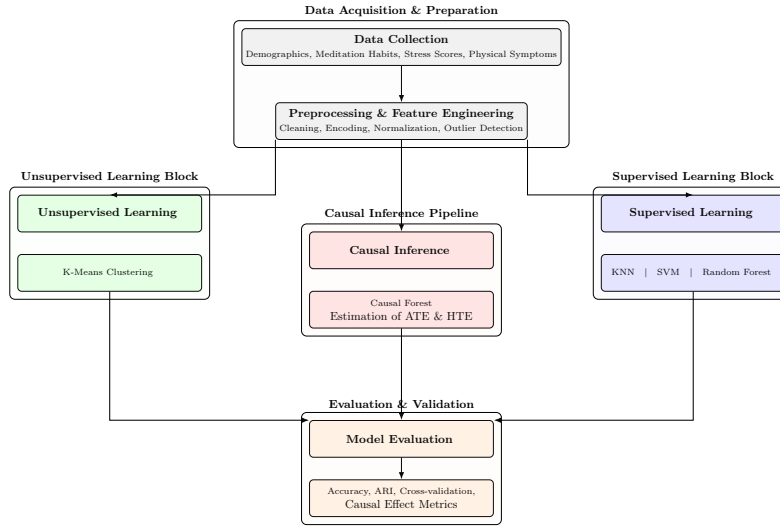 Data Acquisition & Preparation
Data Collection
Demographics, Meditation Habits, Stress Scores, Physical Symptoms
Preprocessing & Feature Engineering
Cleaning, Encoding, Normalization, Outlier Detection
Unsupervised Learning Block
Unsupervised Learning
K-Means Clustering
Causal Inference Pipeline
Causal Inference
Causal Forest
Estimation of ATE & HTE
Supervised Learning Block
Supervised Learning
KNN | SVM | Random Forest
Evaluation & Validation
Model Evaluation
Accuracy, ARI, Cross-validation,
Causal Effect Metrics